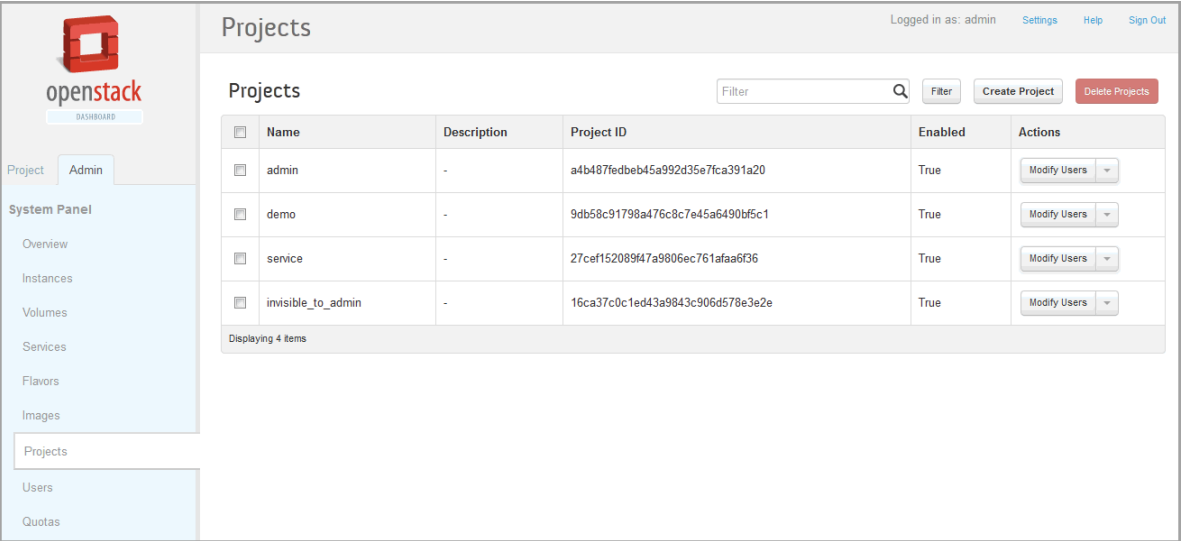 openstack
DASHBOARD
Project Admin
System Panel
Overview
Instances
Volumes
Services
Flavors
Images
Projects
Users
Quotas
Projects
Logged in as: admin Settings Help Sign Out
Projects
Filter Filter Create Project Delete Projects
Name Description Project ID Enabled Actions
admin - a4b487fedbeb45a992d35e7fca391a20 True Modify Users
demo - 9db58c91798a476c8c7e45a6490bf5c1 True Modify Users
service - 27cef152089f47a9806ec761afaa6f36 True Modify Users
invisible_to_admin - 16ca37c0c1ed43a9843c906d578e3e2e True Modify Users
Displaying 4 items